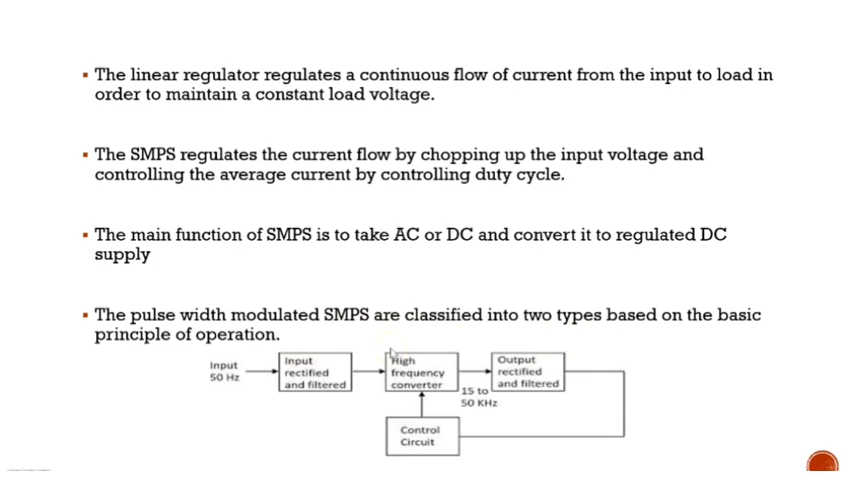 The linear regulator regulates a continuous flow of current from the input to load in
order to maintain a constant load voltage.
The SMPS regulates the current flow by chopping up the input voltage and
controlling the average current by controlling duty cycle.
The main function of SMPS is to take AC or DC and convert it to regulated DC
supply
The pulse width modulated SMPS are classified into two types based on the basic
principle of operation.
Input
50 Hz
Input
rectified
and filtered
High
frequency
converter
15 to
50 KHz
Output
rectified
and filtered
Control
Circuit